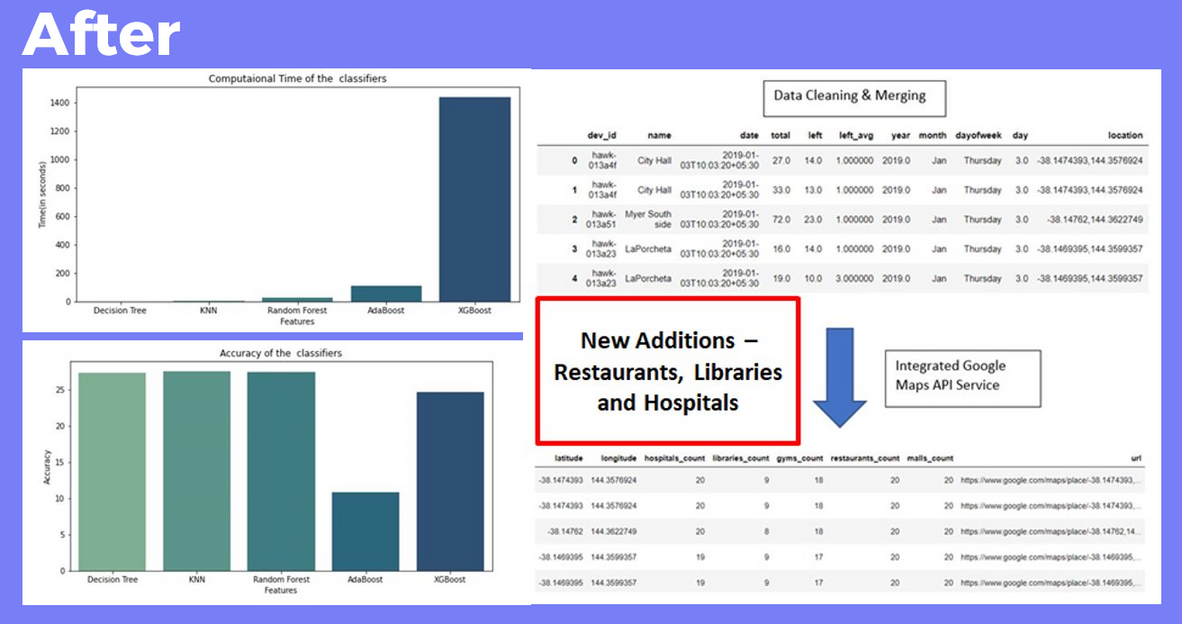 After
Computaional Time of the classifiers
Time(in seconds)
1400
1200
1000
800
600
400
200
0
Decision Tree KNN Random Forest AdaBoost XGBoost
Features
Accuracy of the classifiers
Accuracy
25
20
15
10
5
0
Decision Tree KNN Random Forest AdaBoost XGBoost
Features
Data Cleaning & Merging
dev_id name date total left left_avg year month dayofweek day location
0 hawk-013a4f City Hall 2019-01-03T10:03:20+05:30 27.0 14.0 1.000000 2019.0 Jan Thursday 3.0 -38.1474393,144.3576924
1 hawk-013a4f City Hall 2019-01-03T10:03:20+05:30 33.0 13.0 1.000000 2019.0 Jan Thursday 3.0 -38.1474393,144.3576924
2 hawk-013a51 Myer South side 2019-01-03T10:03:20+05:30 72.0 23.0 1.000000 2019.0 Jan Thursday 3.0 -38.14762,144.3622749
3 hawk-013a23 LaPorcheta 2019-01-03T10:03:20+05:30 16.0 14.0 1.000000 2019.0 Jan Thursday 3.0 -38.1469395,144.3599357
4 hawk-013a23 LaPorcheta 2019-01-03T10:03:20+05:30 19.0 10.0 3.000000 2019.0 Jan Thursday 3.0 -38.1469395,144.3599357
New Additions –
Restaurants, Libraries
and Hospitals
Integrated Google
Maps API Service
latitude longitude hospitals_count libraries_count gyms_count restaurants_count malls_count url
-38.1474393 144.3576924 20 9 18 20 20 https://www.google.com/maps/place/-38.1474393,...
-38.1474393 144.3576924 20 9 18 20 20 https://www.google.com/maps/place/-38.1474393,...
-38.14762 144.3622749 20 8 18 20 20 https://www.google.com/maps/place/-38.14762,14...
-38.1469395 144.3599357 19 9 17 20 20 https://www.google.com/maps/place/-38.1469395,...
-38.1469395 144.3599357 19 9 17 20 20 https://www.google.com/maps/place/-38.1469395,...